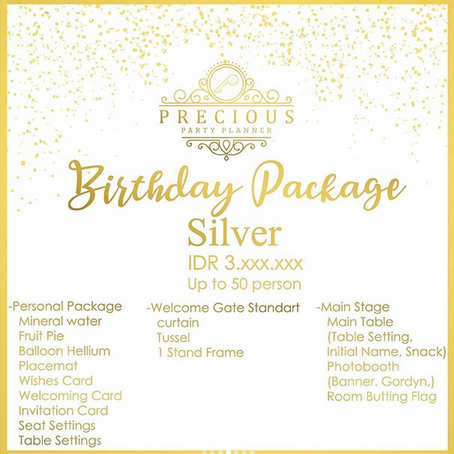 PRECIOUS
PARTY PLANNER
Birthday Package
Silver
IDR 3.xxx.xxx
Up to 50 person
-Personal Package
Mineral water
Fruit Pie
Balloon Hellium
Placemat
Wishes Card
Welcoming Card
Invitation Card
Seat Settings
Table Settings
-Welcome Gate Standart
curtain
Tussel
1 Stand Frame
-Main Stage
Main Table
(Table Setting,
Initial Name, Snack)
Photobooth
(Banner. Gordyn,)
Room Butting Flag